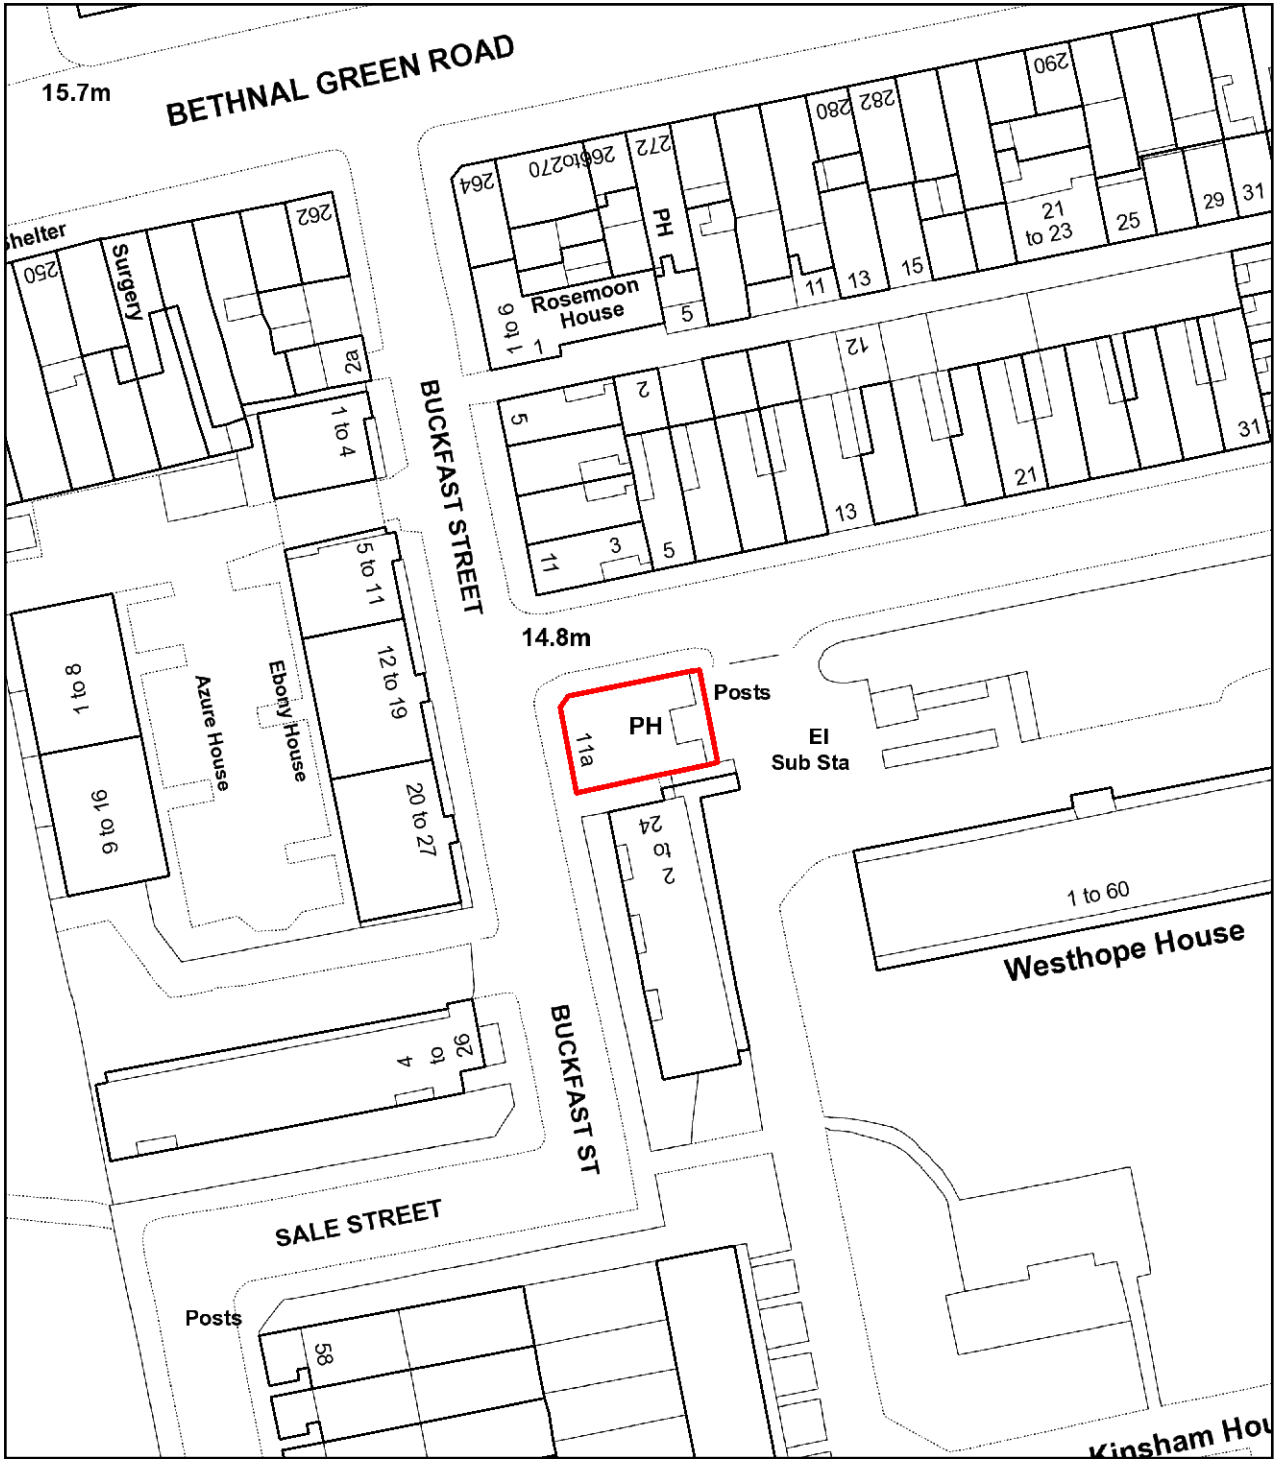 BETHNAL GREEN ROAD
15.7m
290
282
280
272
266to270
264
262
PH
Shelter
Surgery
250
31
29
25
21
to 23
15
13
11
5
Rosemoon
House
1 to 6
1
2a
12
2
5
1 to 4
BUCKFAST STREET
31
21
13
5
3
11
5 to 11
14.8m
12 to 19
Ebony House
Azure House
1 to 8
Posts
PH
11a
El
Sub Sta
20 to 27
9 to 16
24
to
2
1 to 60
Westhope House
26
to
4
BUCKFAST ST
SALE STREET
Posts
58
Kinsham Hou